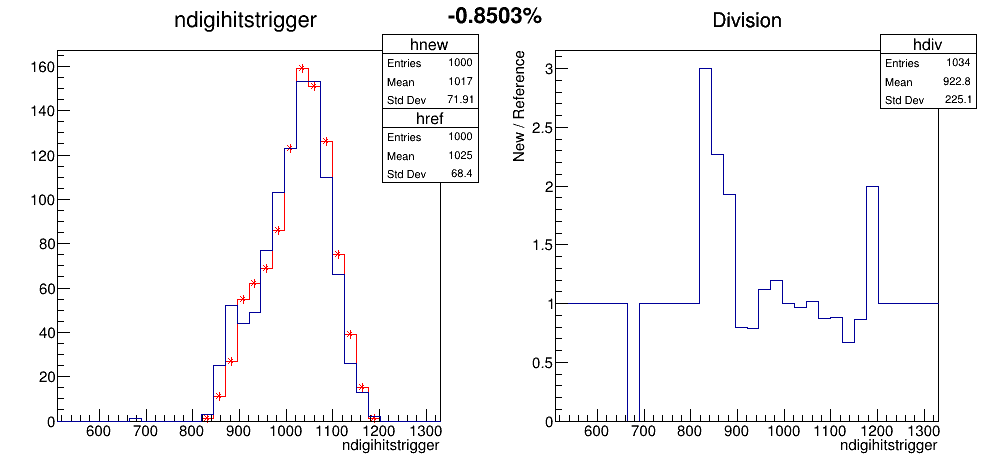 -0.8503%
ndigihitstrigger
hnew
Entries 1000
Mean 1017
Std Dev 71.91
href
Entries 1000
Mean 1025
Std Dev 68.4
160
140
120
100
80
60
40
20
0
600 700 800 900 1000 1100 1200 1300
ndigihitstrigger
Division
hdiv
Entries 1034
Mean 922.8
Std Dev 225.1
New / Reference
3
2.5
2
1.5
1
0.5
0
600 700 800 900 1000 1100 1200 1300
ndigihitstrigger